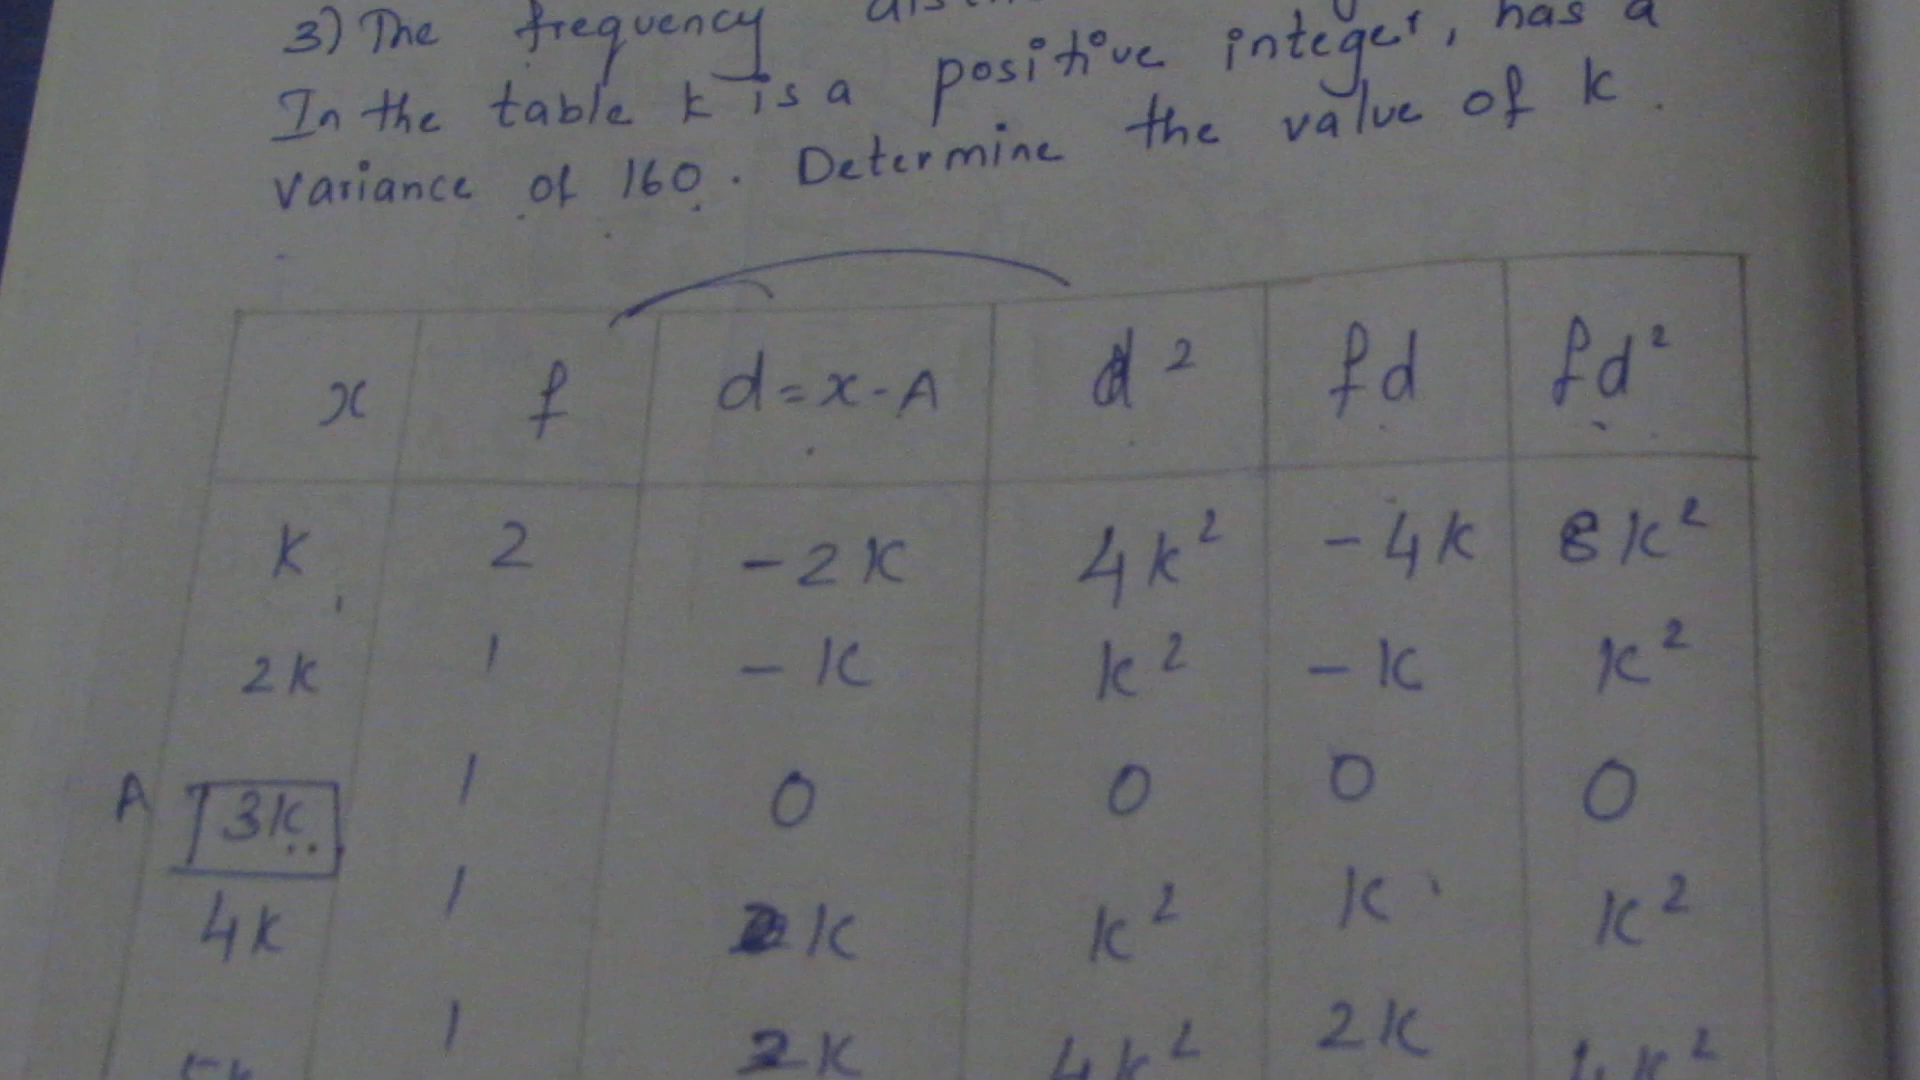 3) The frequency
In the table k is a positive integer, has a
variance of 160. Determine the value of k.
x f d=x-A d² fd fd²
K 2 -2K 4K² -4K 8K²
2K 1 -K K² -K K²
A 3K 1 0 0 0 0
4K 1 K K² K K²
1 2K 4K² 2K 4K²